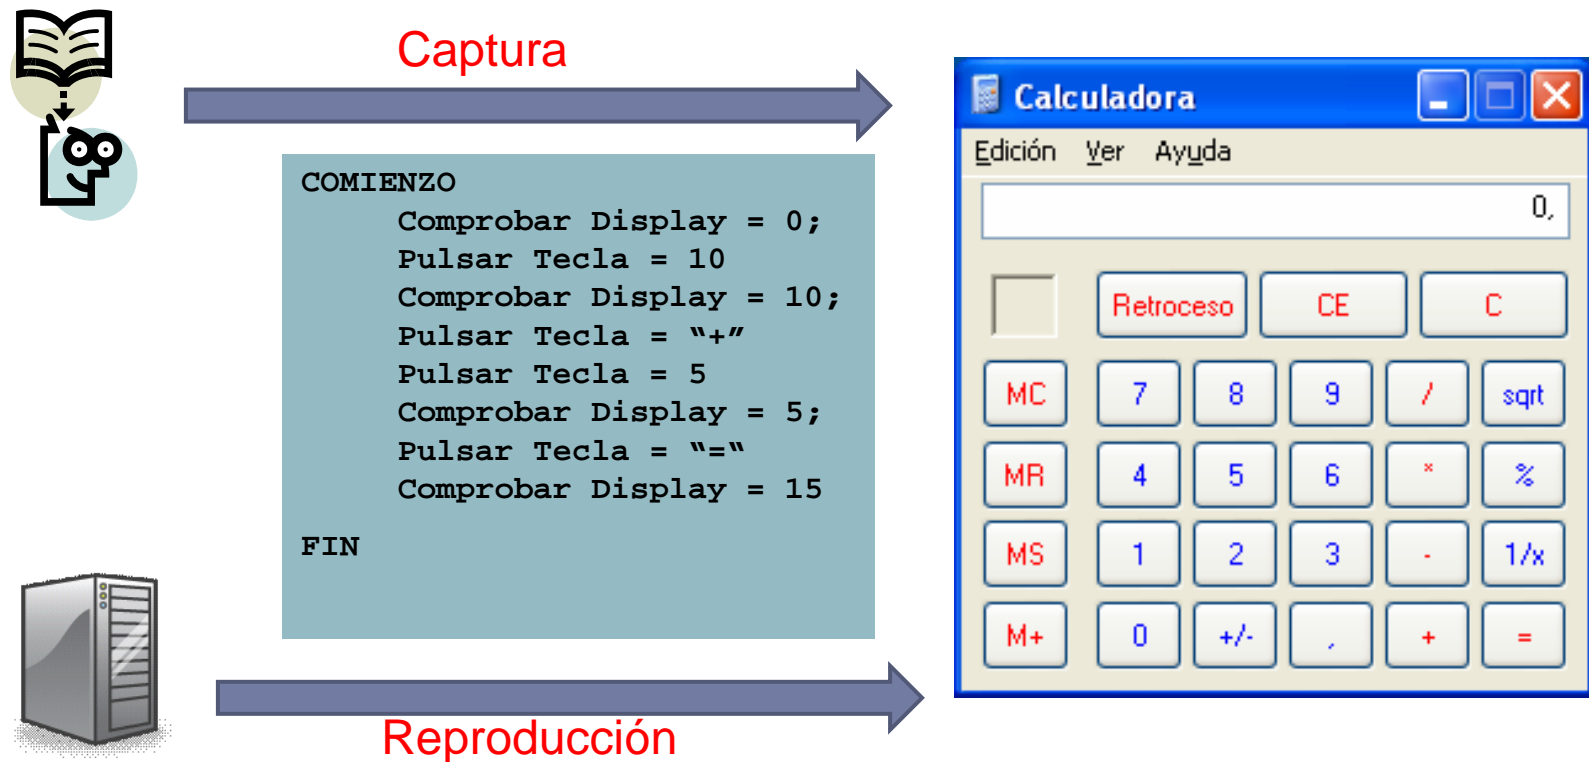 Captura
COMIENZO
Comprobar Display = 0;
Pulsar Tecla = 10
Comprobar Display = 10;
Pulsar Tecla = “+”
Pulsar Tecla = 5
Comprobar Display = 5;
Pulsar Tecla = “=“
Comprobar Display = 15
FIN
Reproducción
Calculadora
Edición Ver Ayuda
0,
Retroceso CE C
MC 7 8 9 / sqrt
MR 4 5 6 * %
MS 1 2 3 - 1/x
M+ 0 +/- , + =